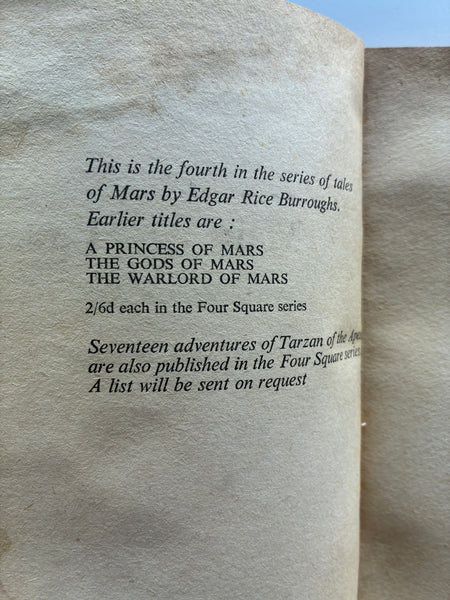 This is the fourth in the series of tales
of Mars by Edgar Rice Burroughs.
Earlier titles are :
A PRINCESS OF MARS
THE GODS OF MARS
THE WARLORD OF MARS
2/6d each in the Four Square series
Seventeen adventures of Tarzan of the Apes
are also published in the Four Square series.
A list will be sent on request